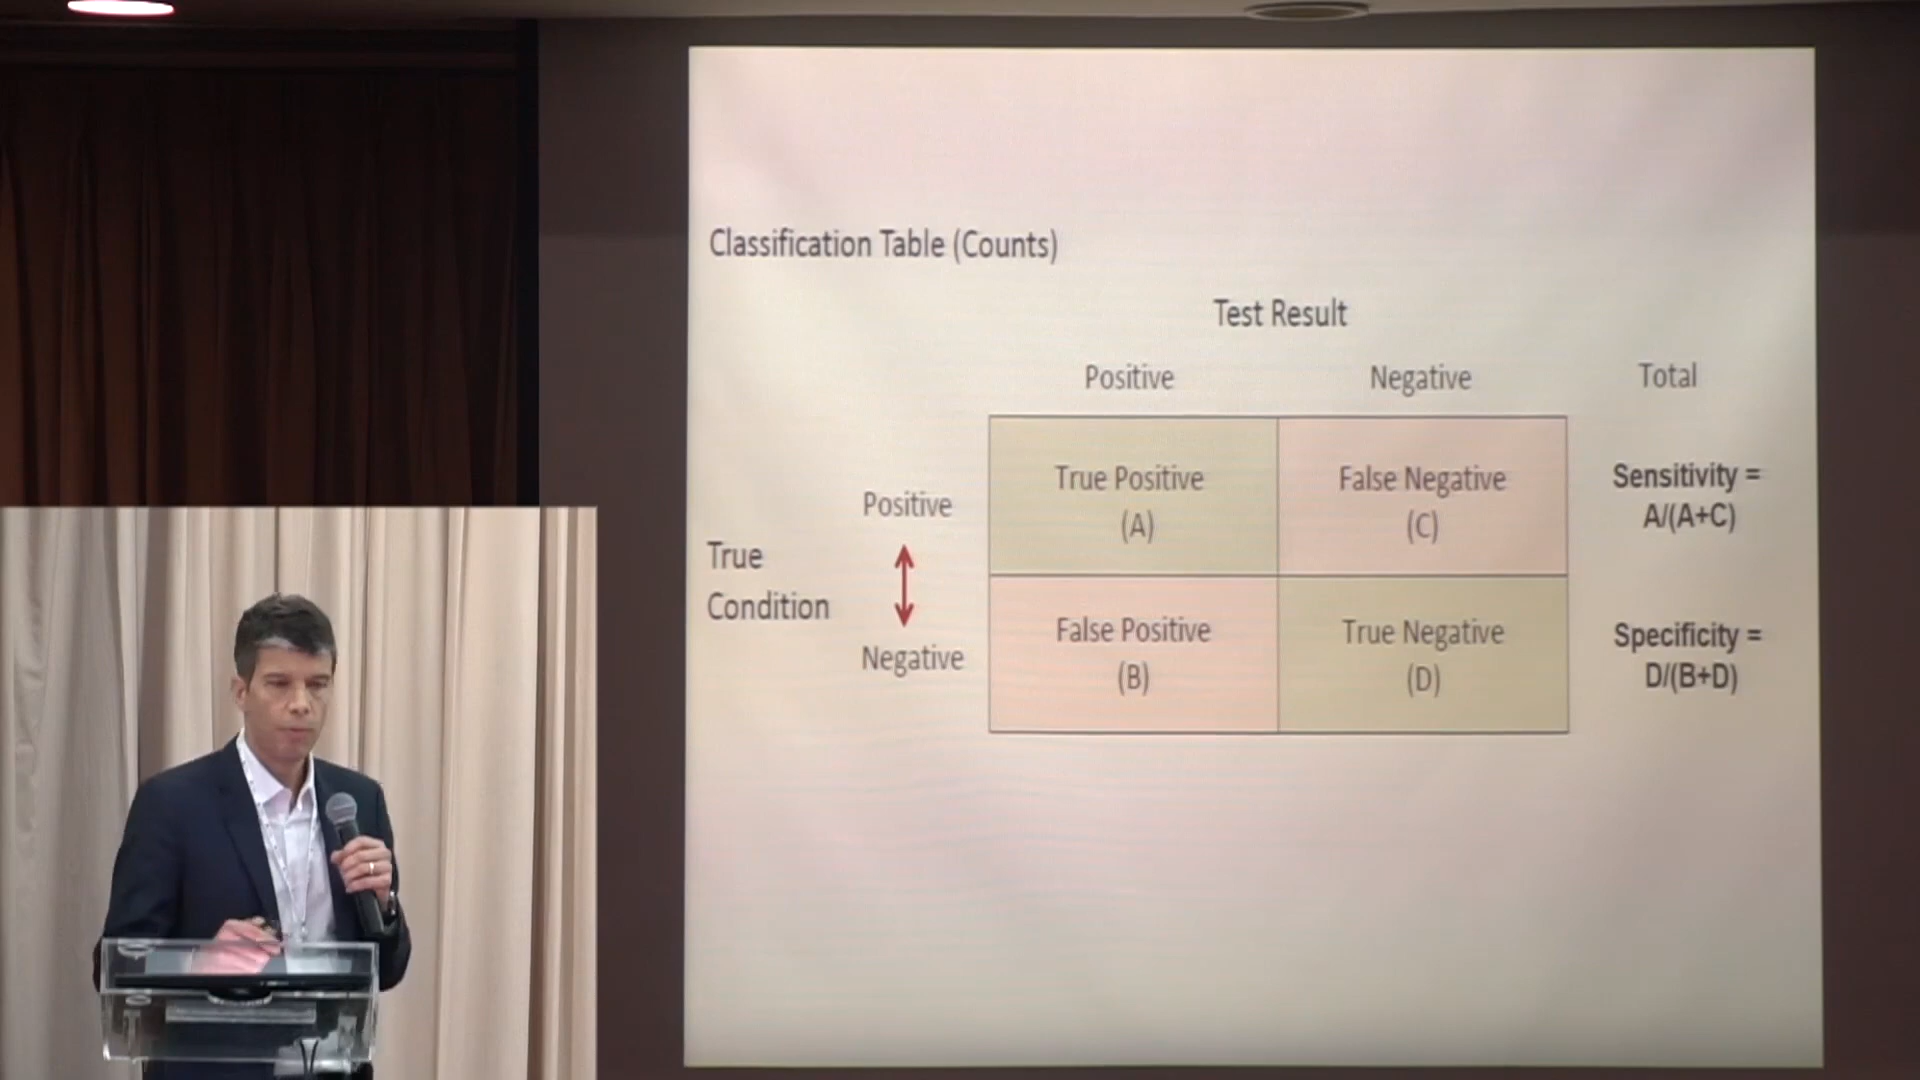 Classification Table (Counts)
Test Result
Positive
Negative
Total
True Positive
(A)
False Negative
(C)
Sensitivity =
A/(A+C)
Positive
True
Condition
Negative
False Positive
(B)
True Negative
(D)
Specificity =
D/(B+D)